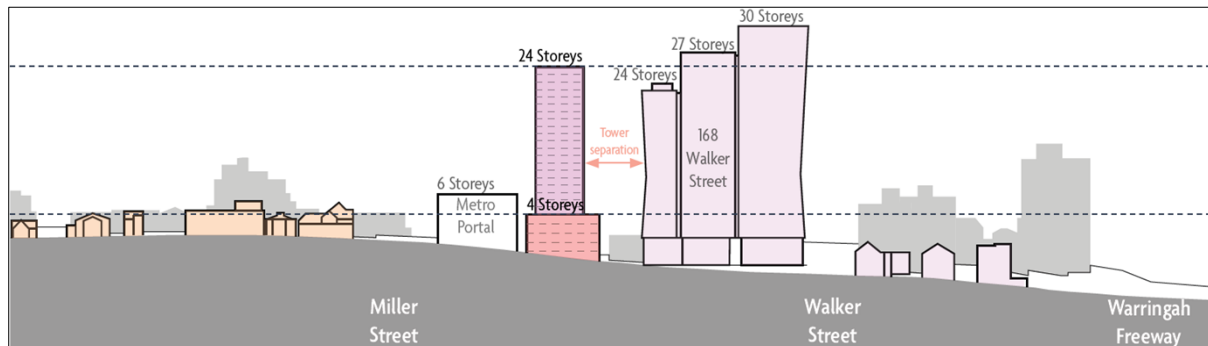 30 Storeys
27 Storeys
24 Storeys
24 Storeys
Tower
separation
168
Walker
Street
6 Storeys
Metro
Portal
4 Storeys
Miller
Street
Walker
Street
Warringah
Freeway